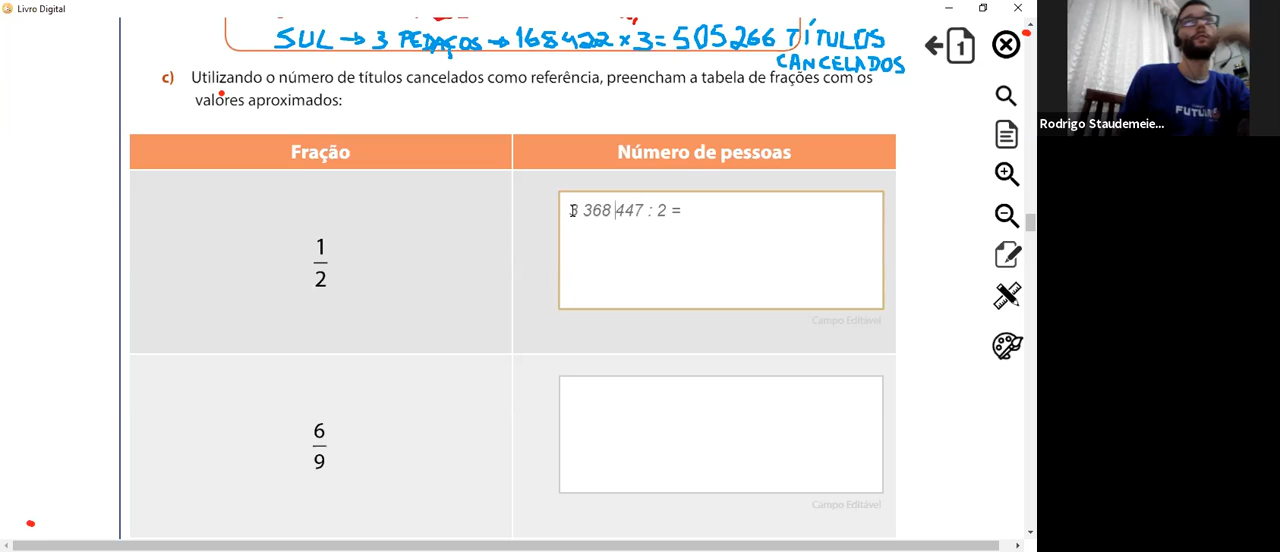 Livro Digital
SUL → 3 PEDAÇOS → 168422 x 3 = 505266 TÍTULOS
CANCELADOS
c) Utilizando o número de títulos cancelados como referência, preencham a tabela de frações com os
valores aproximados:
Fração
Número de pessoas
1
2
3 368 447 : 2 =
Campo Editável
6
9
Campo Editável
1
Rodrigo Staudemeie...